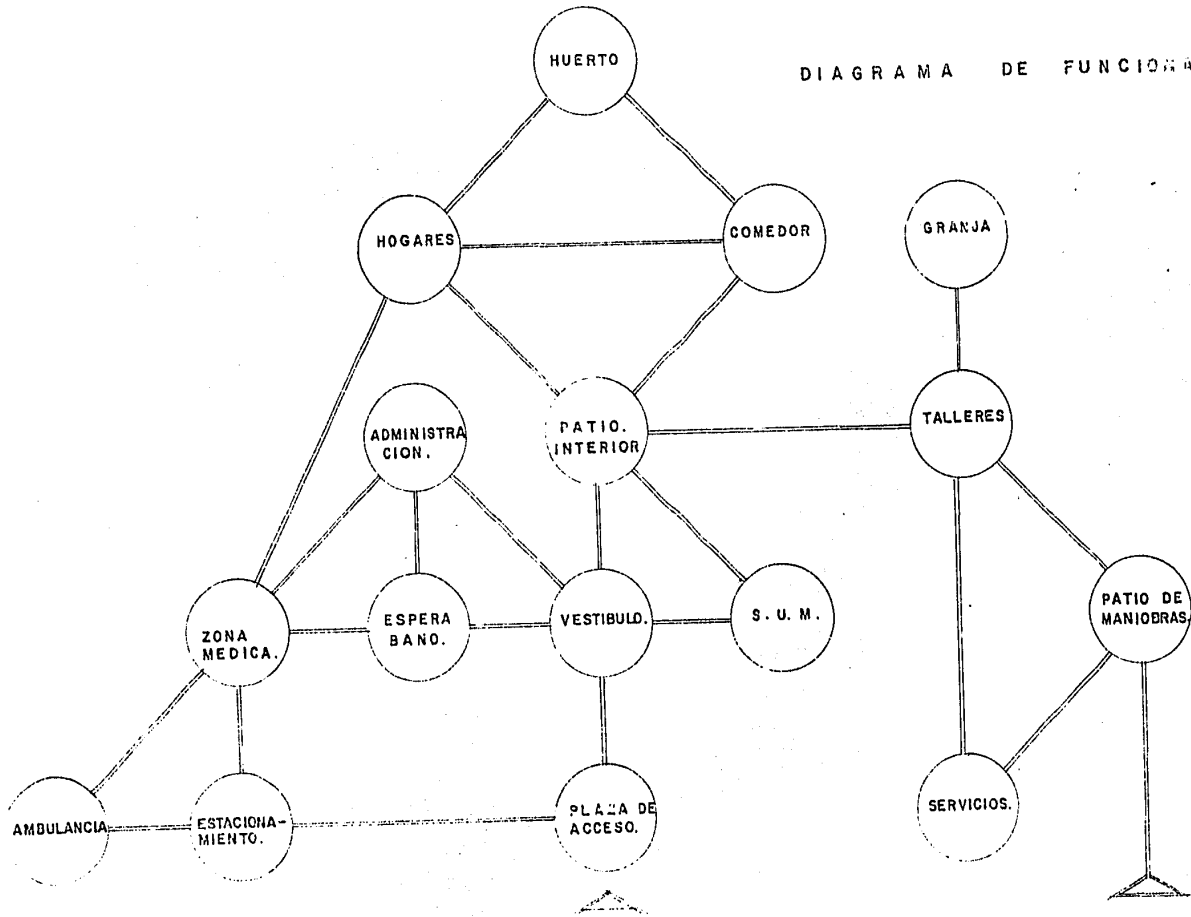 HUERTO
DIAGRAMA DE
HOGARES
COMEDOR
GRANJA
ADMINISTRA
CION.
PATIO.
INTERIOR
TALLERES
ZONA
MEDICA.
ESPERA
BANO.
VESTIBULO.
S.U.M.
PATIO DE
MANIOBRAS.
AMBULANCIA
ESTACIONA-
MIENTO.
PLAZA DE
ACCESO.
SERVICIOS.